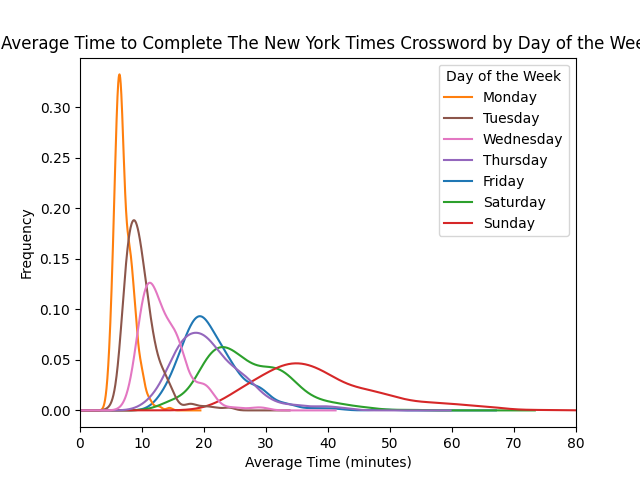 Average Time to Complete The New York Times Crossword by Day of the Wee
Day of the Week
Monday
Tuesday
Wednesday
Thursday
Friday
Saturday
Sunday
Frequency
0.30
0.25
0.20
0.15
0.10
0.05
0.00
0 10 20 30 40 50 60 70 80
Average Time (minutes)